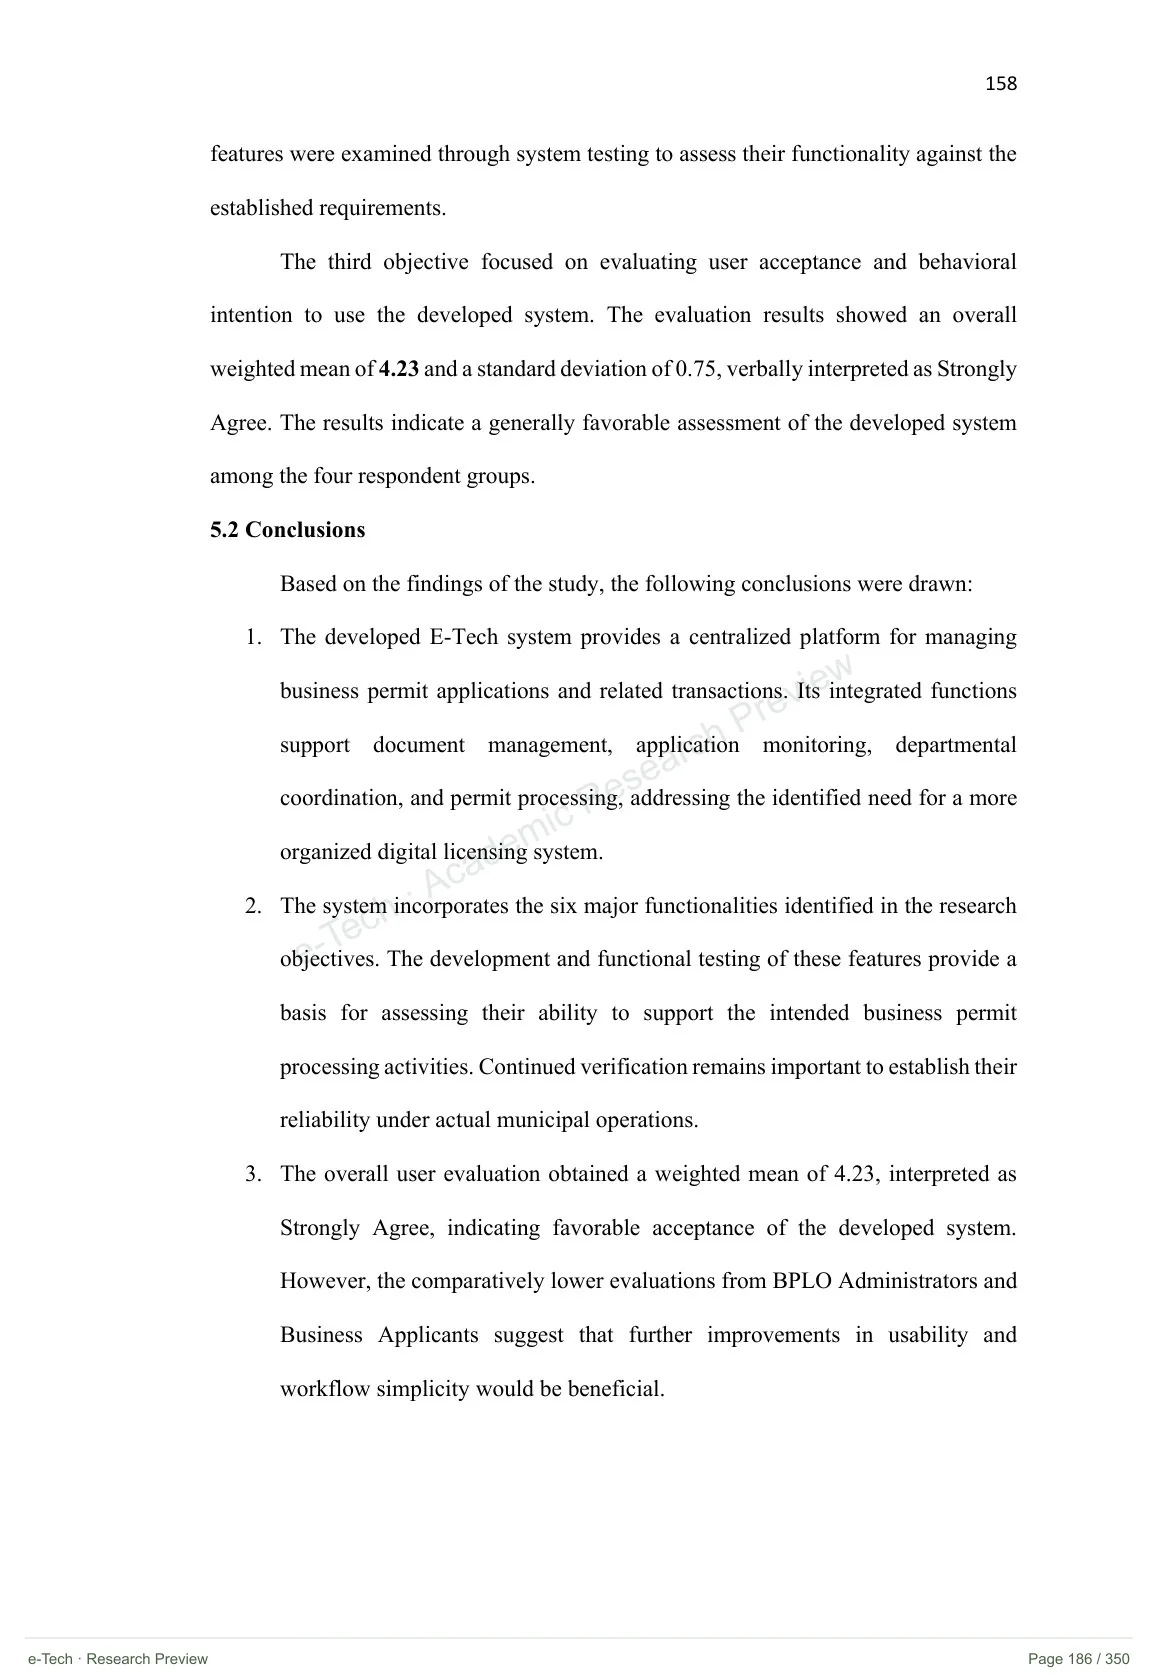 158
features were examined through system testing to assess their functionality against the
established requirements.
The third objective focused on evaluating user acceptance and behavioral
intention to use the developed system. The evaluation results showed an overall
weighted mean of 4.23 and a standard deviation of 0.75, verbally interpreted as Strongly
Agree. The results indicate a generally favorable assessment of the developed system
among the four respondent groups.
5.2 Conclusions
Based on the findings of the study, the following conclusions were drawn:
1. The developed E-Tech system provides a centralized platform for managing
business permit applications and related transactions. Its integrated functions
support document management, application monitoring, departmental
coordination, and permit processing, addressing the identified need for a more
organized digital licensing system.
2. The system incorporates the six major functionalities identified in the research
objectives. The development and functional testing of these features provide a
basis for assessing their ability to support the intended business permit
processing activities. Continued verification remains important to establish their
reliability under actual municipal operations.
3. The overall user evaluation obtained a weighted mean of 4.23, interpreted as
Strongly Agree, indicating favorable acceptance of the developed system.
However, the comparatively lower evaluations from BPLO Administrators and
Business Applicants suggest that further improvements in usability and
workflow simplicity would be beneficial.
e-Tech · Academic Research Preview
e-Tech · Research Preview
Page 186 / 350